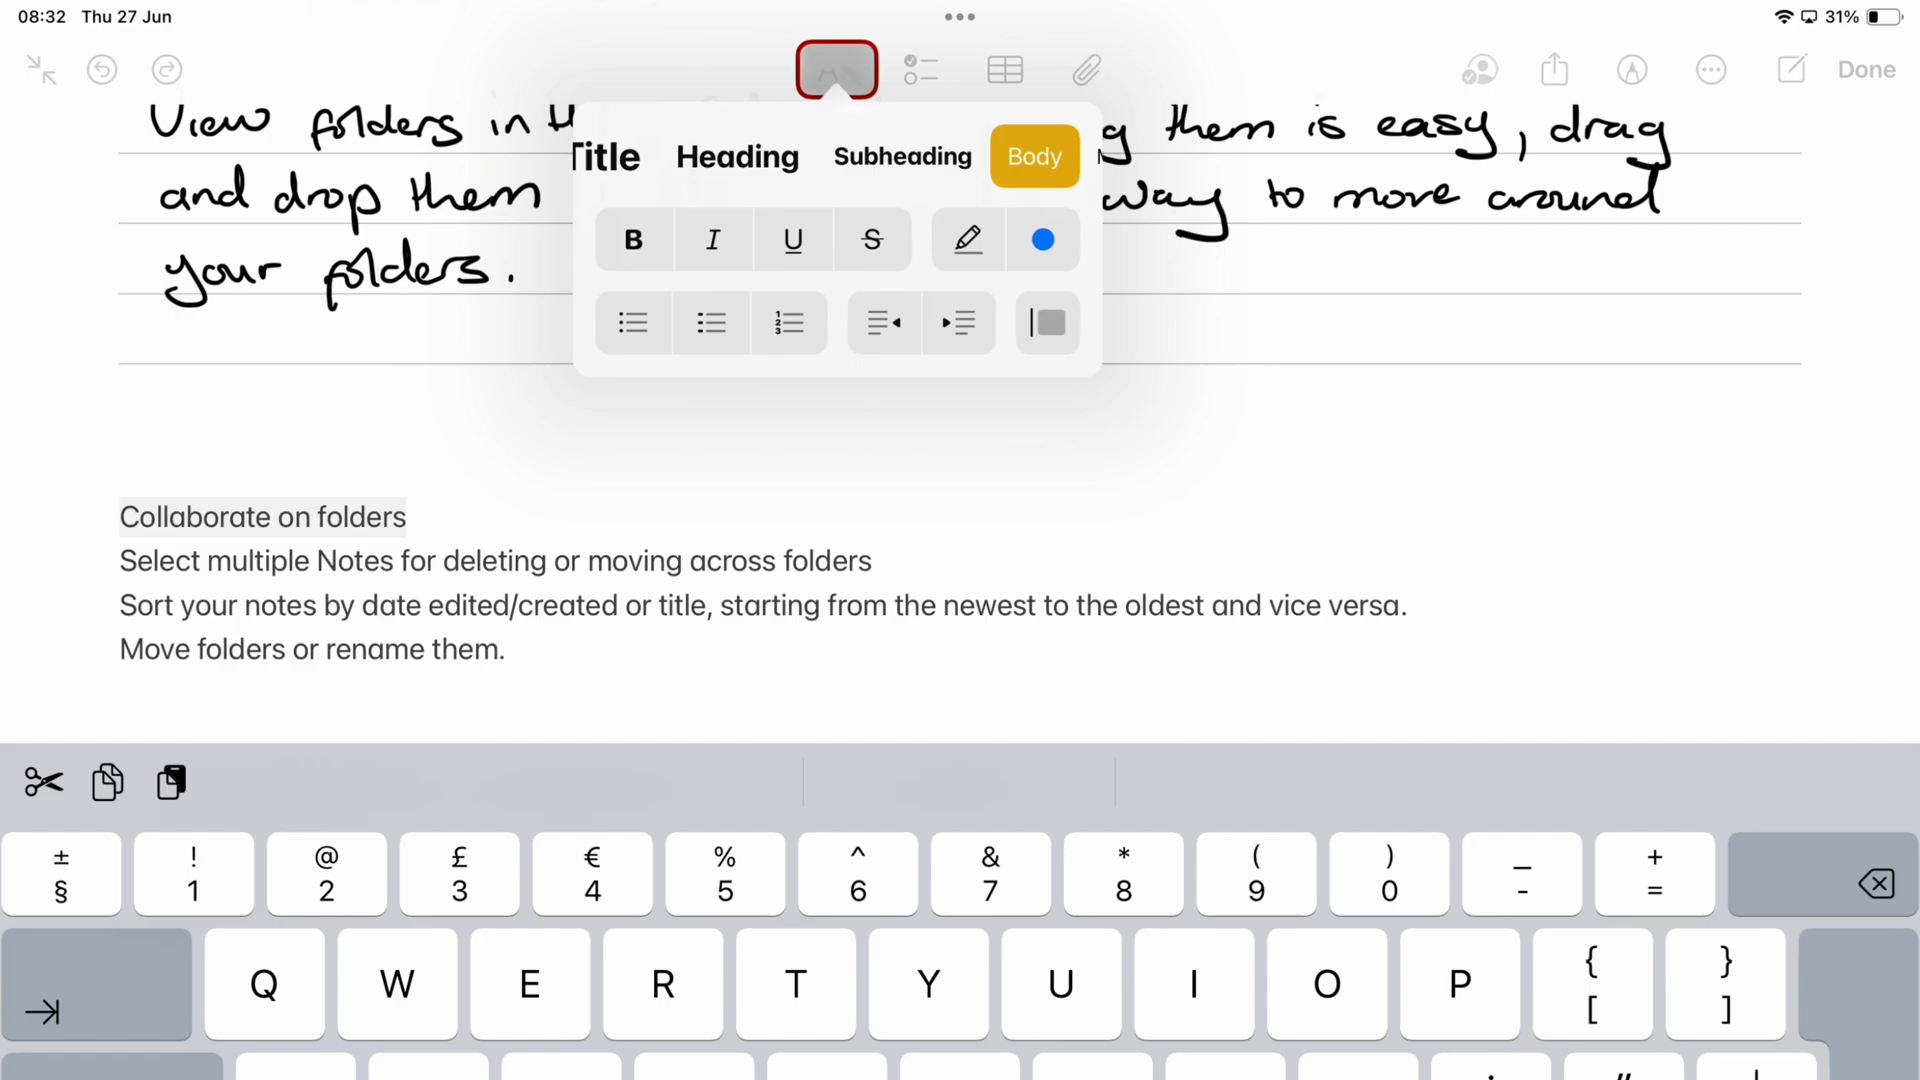 08:32 Thu 27 Jun
31%
Done
View folders in th g them is easy, drag
and drop them way to move around
your folders.
Title Heading Subheading Body
B I U S
Collaborate on folders
Select multiple Notes for deleting or moving across folders
Sort your notes by date edited/created or title, starting from the newest to the oldest and vice versa.
Move folders or rename them.
± ! @ £ € % ^ & * ( ) _ +
§ 1 2 3 4 5 6 7 8 9 0 - =
Q W E R T Y U I O P { }
[ ]